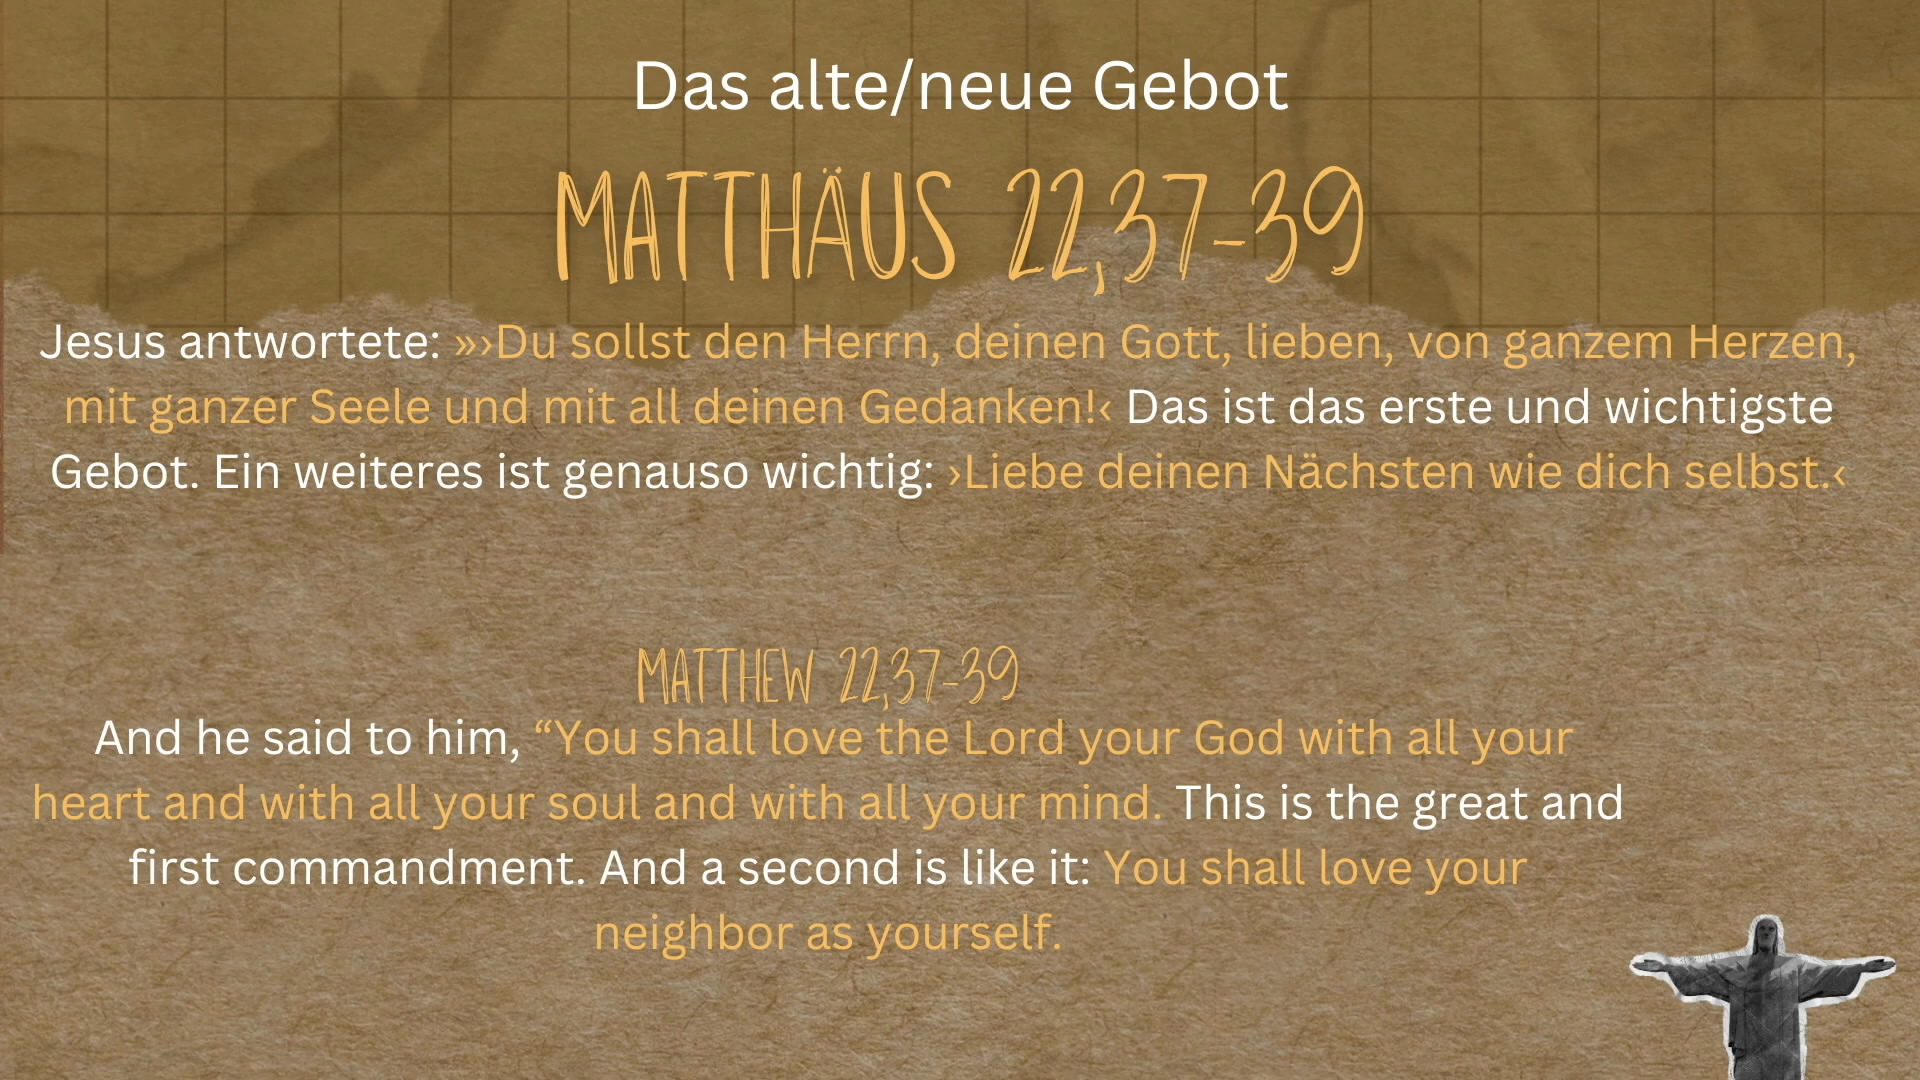 Das alte/neue Gebot
MATTHÄUS 22,37-39
Jesus antwortete: »›Du sollst den Herrn, deinen Gott, lieben, von ganzem Herzen,
mit ganzer Seele und mit all deinen Gedanken!‹ Das ist das erste und wichtigste
Gebot. Ein weiteres ist genauso wichtig: ›Liebe deinen Nächsten wie dich selbst.‹
MATTHEW 22,37-39
And he said to him, “You shall love the Lord your God with all your
heart and with all your soul and with all your mind. This is the great and
first commandment. And a second is like it: You shall love your
neighbor as yourself.